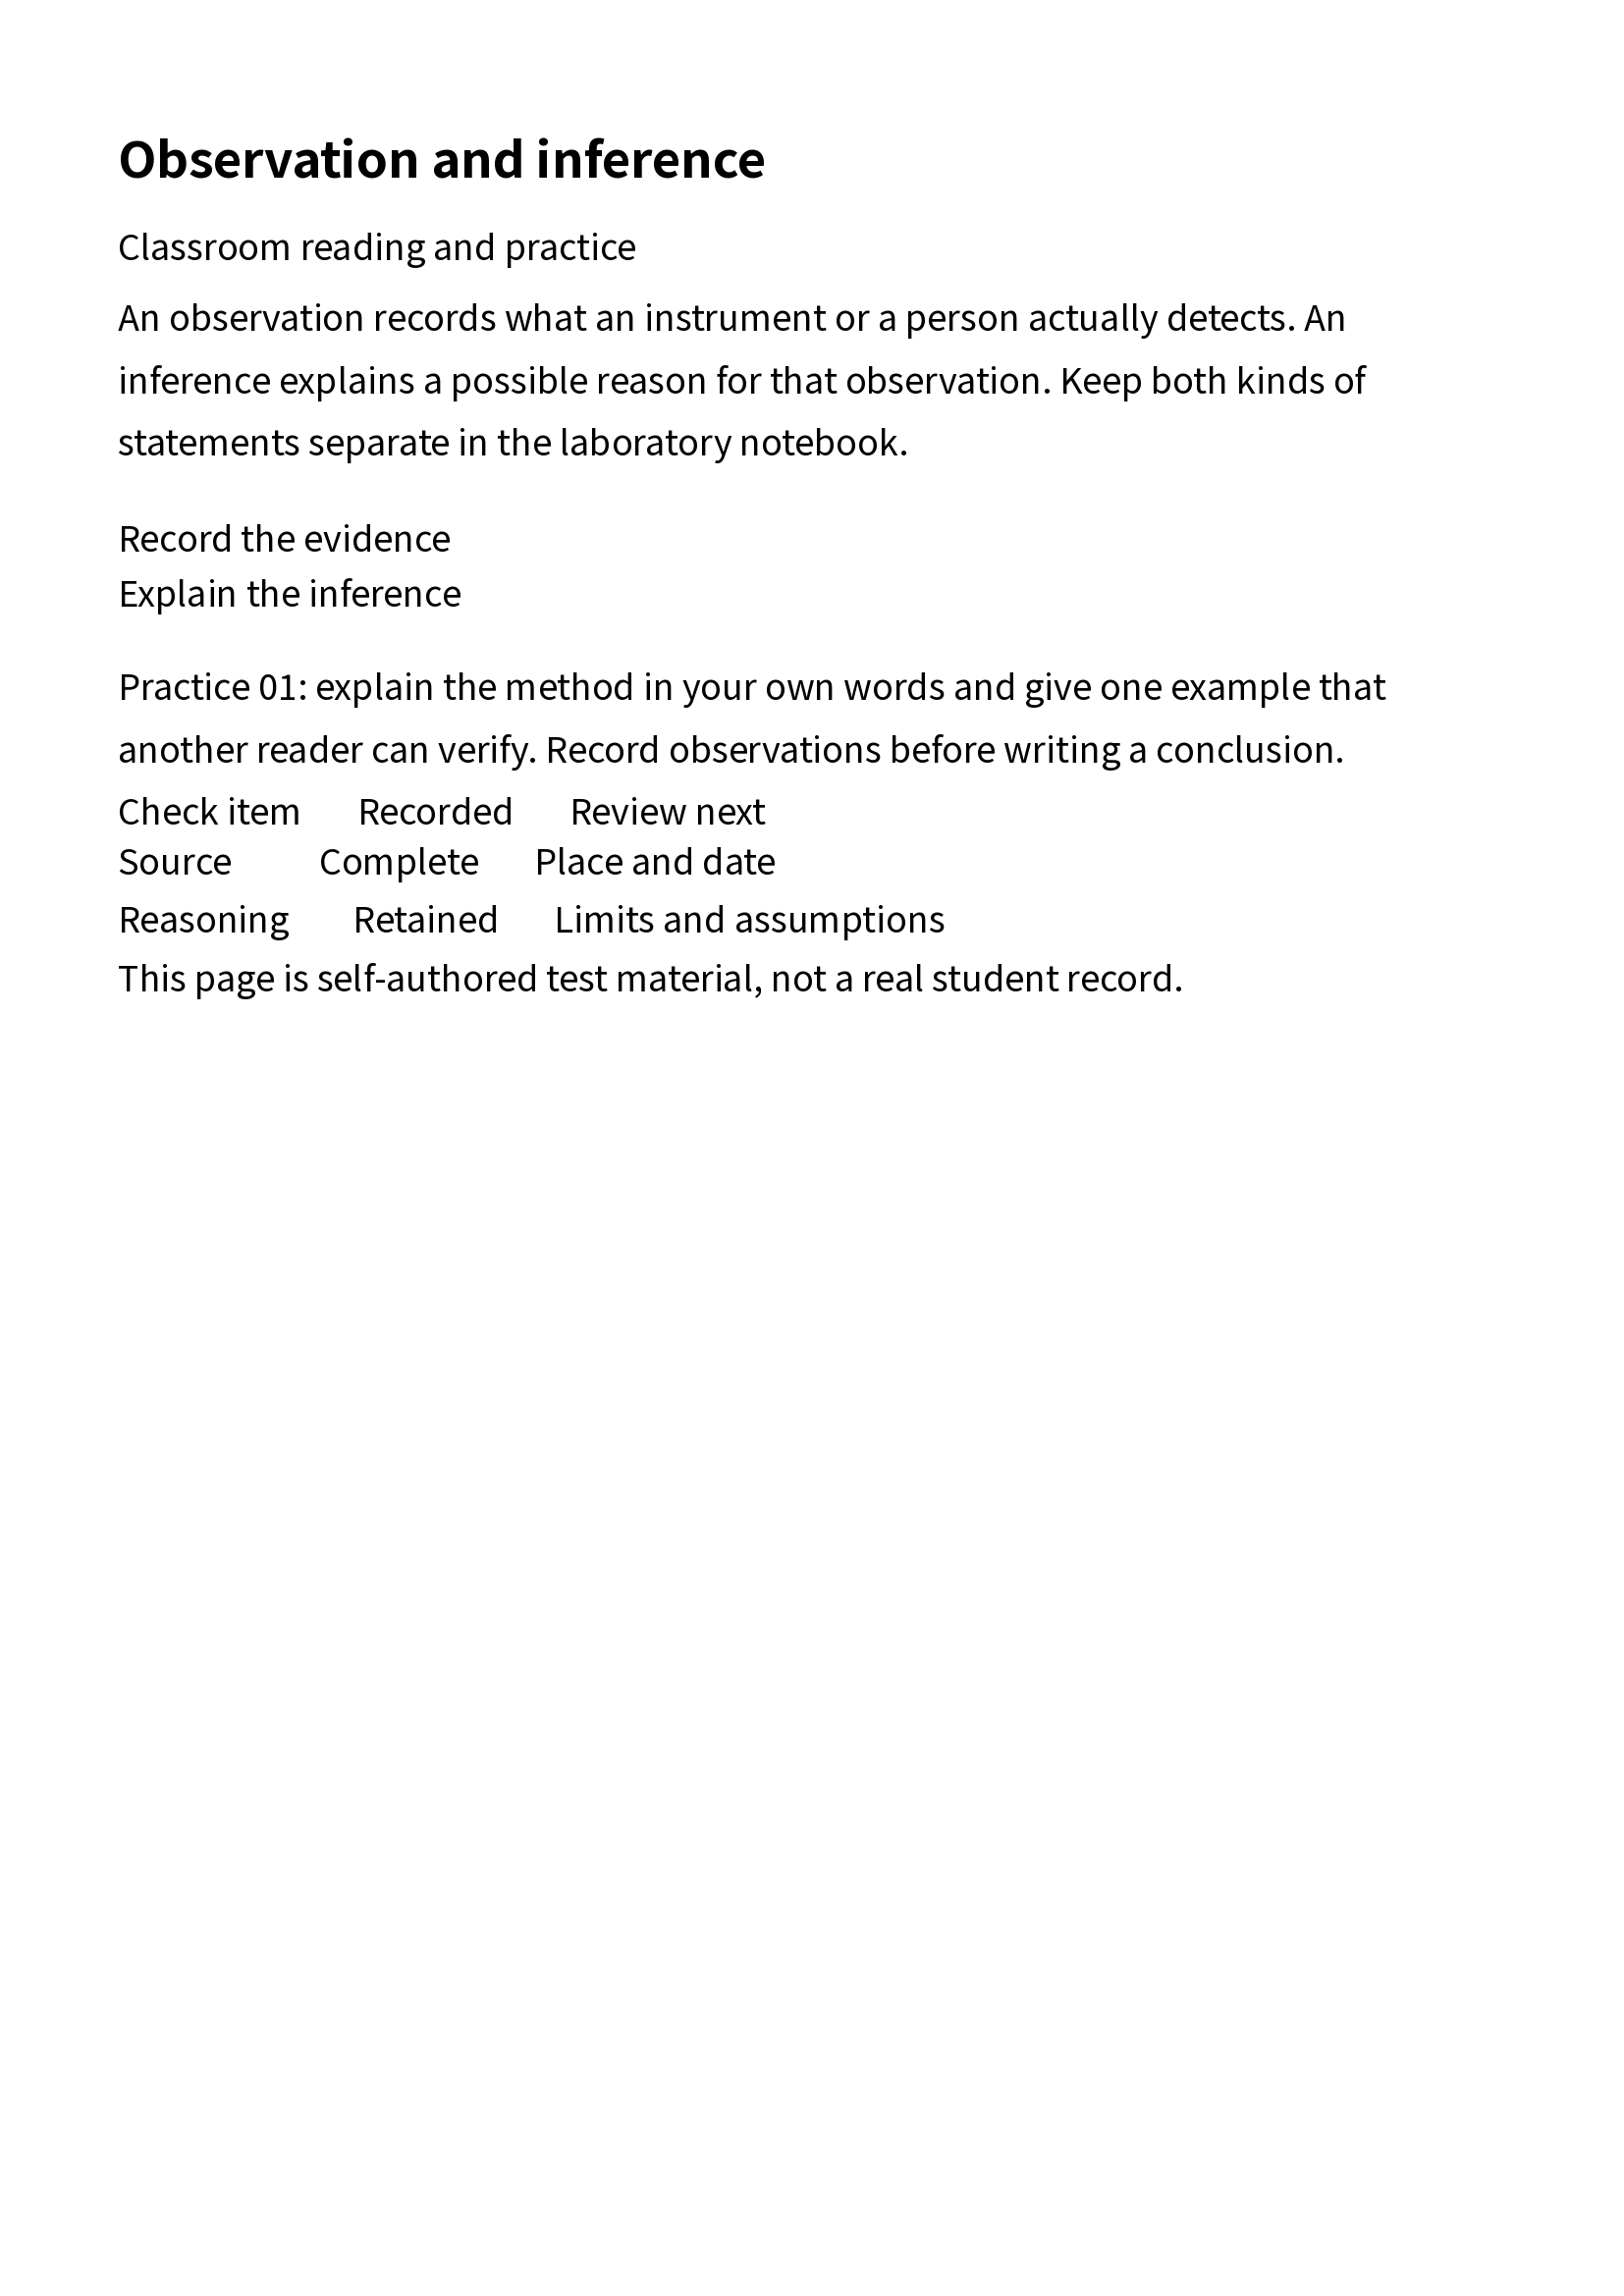 Observation and inference
Classroom reading and practice
An observation records what an instrument or a person actually detects. An
inference explains a possible reason for that observation. Keep both kinds of
statements separate in the laboratory notebook.
Record the evidence
Explain the inference
Practice 01: explain the method in your own words and give one example that
another reader can verify. Record observations before writing a conclusion.
Check item Recorded Review next
Source Complete Place and date
Reasoning Retained Limits and assumptions
This page is self-authored test material, not a real student record.